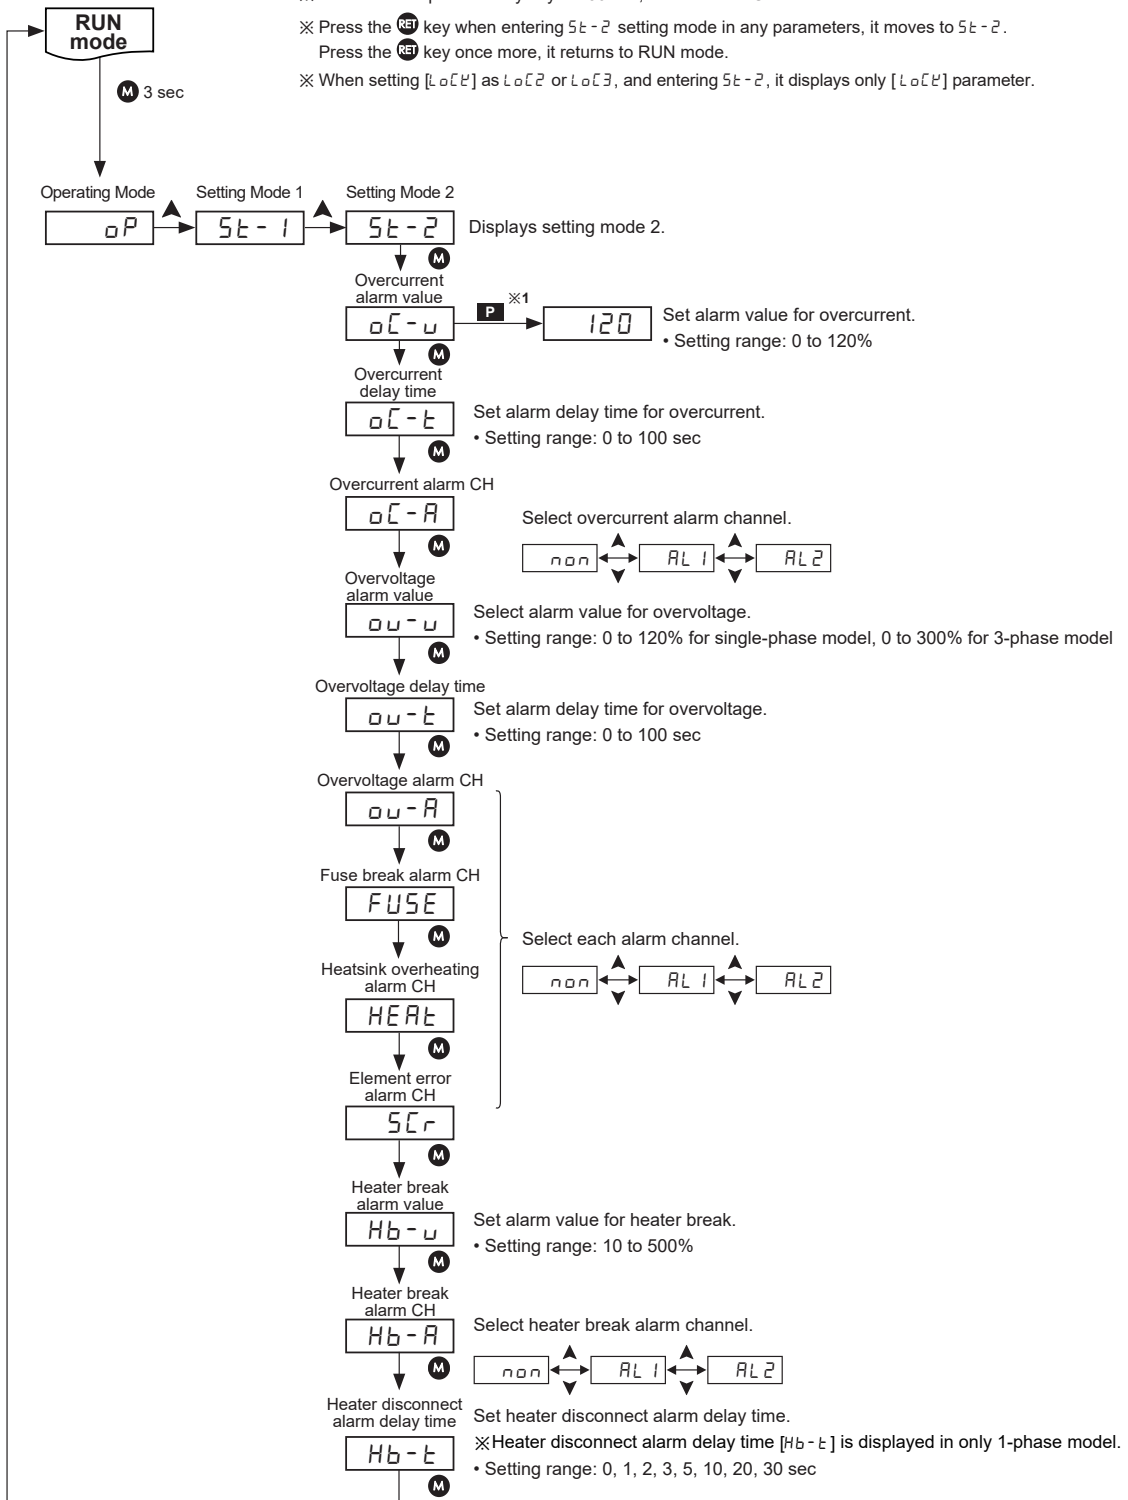 RUN
mode
※ Press the RET key when entering St-2 setting mode in any parameters, it moves to St-2.
Press the RET key once more, it returns to RUN mode.
※ When setting [LoCk] as LoC2 or LoC3, and entering St-2, it displays only [LoCk] parameter.
M 3 sec
Operating Mode
Setting Mode 1
Setting Mode 2
oP
St-1
St-2
Displays setting mode 2.
M
Overcurrent
alarm value
oC-v
P
※1
120
Set alarm value for overcurrent.
• Setting range: 0 to 120%
M
Overcurrent
delay time
oC-t
Set alarm delay time for overcurrent.
• Setting range: 0 to 100 sec
M
Overcurrent alarm CH
oC-A
Select overcurrent alarm channel.
non
AL1
AL2
M
Overvoltage
alarm value
ov-v
Select alarm value for overvoltage.
• Setting range: 0 to 120% for single-phase model, 0 to 300% for 3-phase model
M
Overvoltage delay time
ov-t
Set alarm delay time for overvoltage.
• Setting range: 0 to 100 sec
M
Overvoltage alarm CH
ov-A
M
Fuse break alarm CH
FUSE
M
Select each alarm channel.
non
AL1
AL2
Heatsink overheating
alarm CH
HEAt
M
Element error
alarm CH
SCr
M
Heater break
alarm value
Hb-v
Set alarm value for heater break.
• Setting range: 10 to 500%
M
Heater break
alarm CH
Hb-A
Select heater break alarm channel.
non
AL1
AL2
M
Heater disconnect
alarm delay time
Hb-t
Set heater disconnect alarm delay time.
※Heater disconnect alarm delay time [Hb-t] is displayed in only 1-phase model.
• Setting range: 0, 1, 2, 3, 5, 10, 20, 30 sec
M